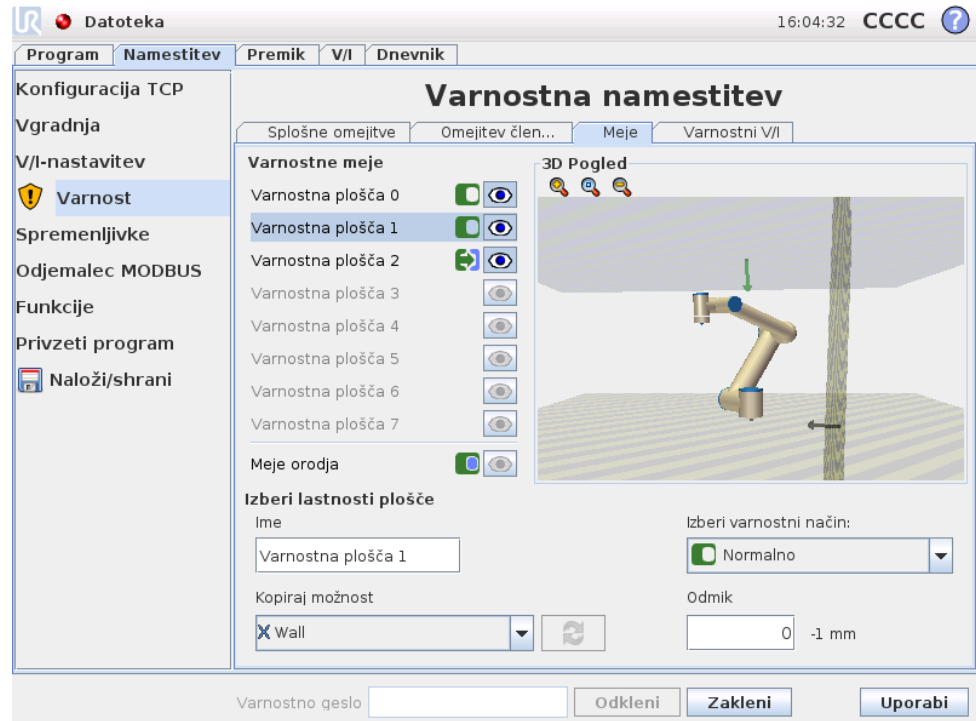 UR Datoteka 16:04:32 CCCC ?
Program Namestitev Premik V/I Dnevnik
Konfiguracija TCP
Vgradnja
V/I-nastavitev
Varnost
Spremenljivke
Odjemalec MODBUS
Funkcije
Privzeti program
Naloži/shrani
Varnostna namestitev
Splošne omejitve Omejitev člen... Meje Varnostni V/I
Varnostne meje
Varnostna plošča 0
Varnostna plošča 1
Varnostna plošča 2
Varnostna plošča 3
Varnostna plošča 4
Varnostna plošča 5
Varnostna plošča 6
Varnostna plošča 7
Meje orodja
3D Pogled
Izberi lastnosti plošče
Ime
Varnostna plošča 1
Izberi varnostni način:
Normalno
Kopiraj možnost
Wall
Odmik
0 -1 mm
Varnostno geslo Odkleni Zakleni Uporabi